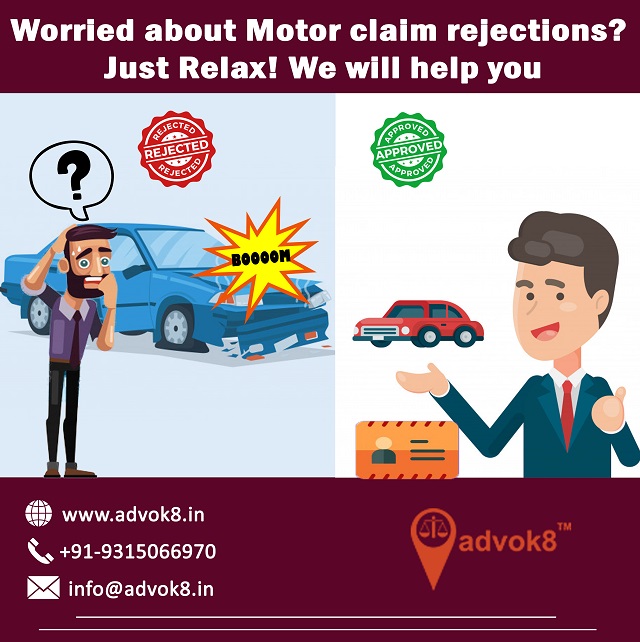 Worried about Motor claim rejections?
Just Relax! We will help you
REJECTED
REJECTED
REJECTED
APPROVED
APPROVED
APPROVED
?
BOOOOM
www.advok8.in
+91-9315066970
info@advok8.in
advok8™